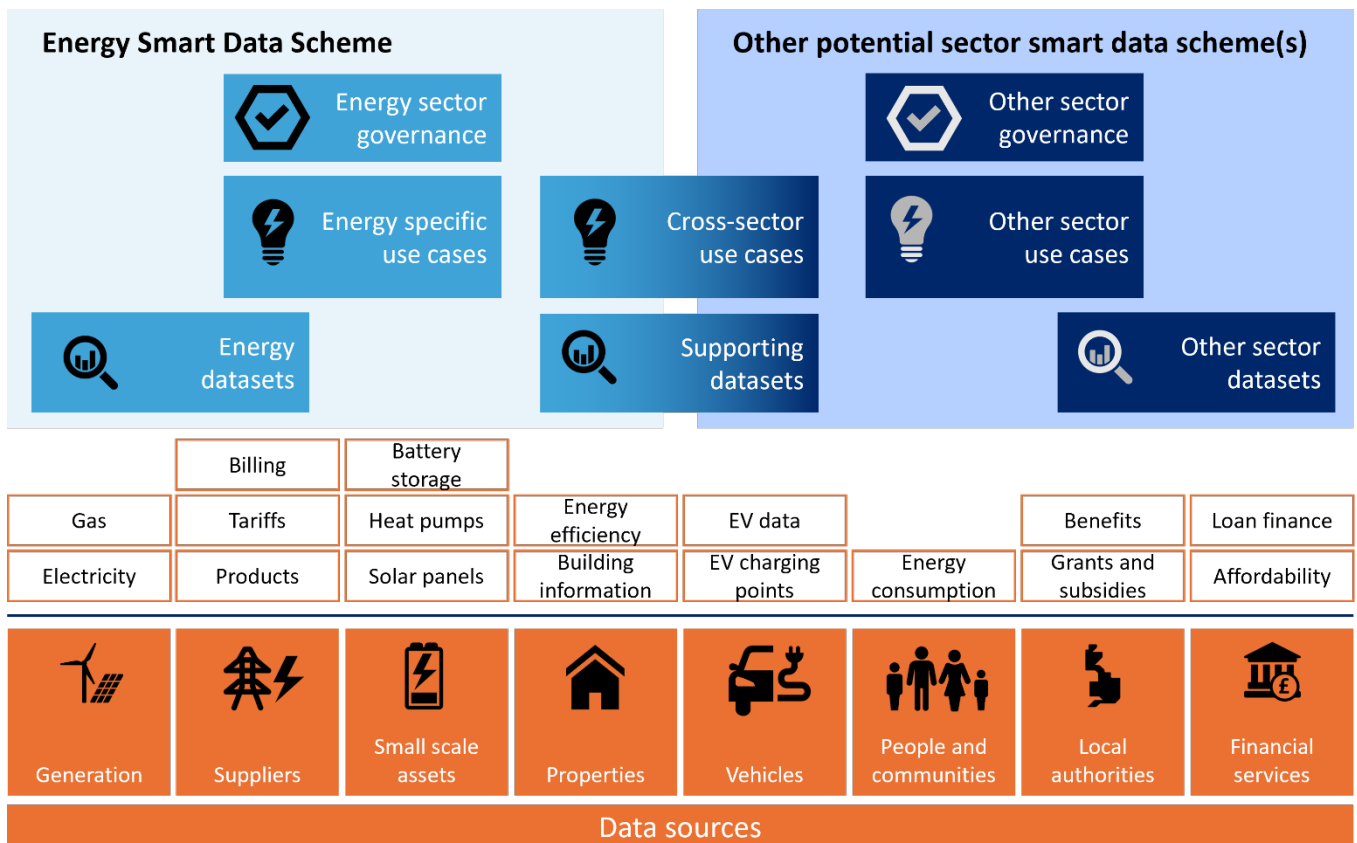 Energy Smart Data Scheme
Other potential sector smart data scheme(s)
Energy sector
governance
Other sector
governance
Energy specific
use cases
Cross-sector
use cases
Other sector
use cases
Energy
datasets
Supporting
datasets
Other sector
datasets
Billing
Battery
storage
Gas
Tariffs
Heat pumps
Energy
efficiency
EV data
Benefits
Loan finance
Electricity
Products
Solar panels
Building
information
EV charging
points
Energy
consumption
Grants and
subsidies
Affordability
£
Generation
Suppliers
Small scale
assets
Properties
Vehicles
People and
communities
Local
authorities
Financial
services
Data sources